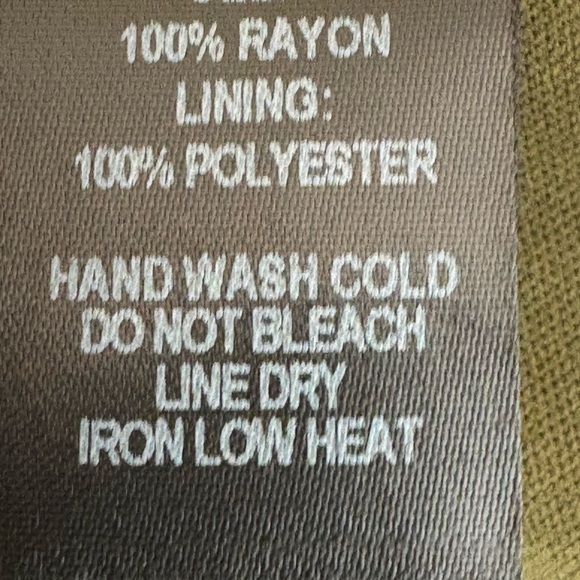 100% RAYON
LINING:
100% POLYESTER
HAND WASH COLD
DO NOT BLEACH
LINE DRY
IRON LOW HEAT